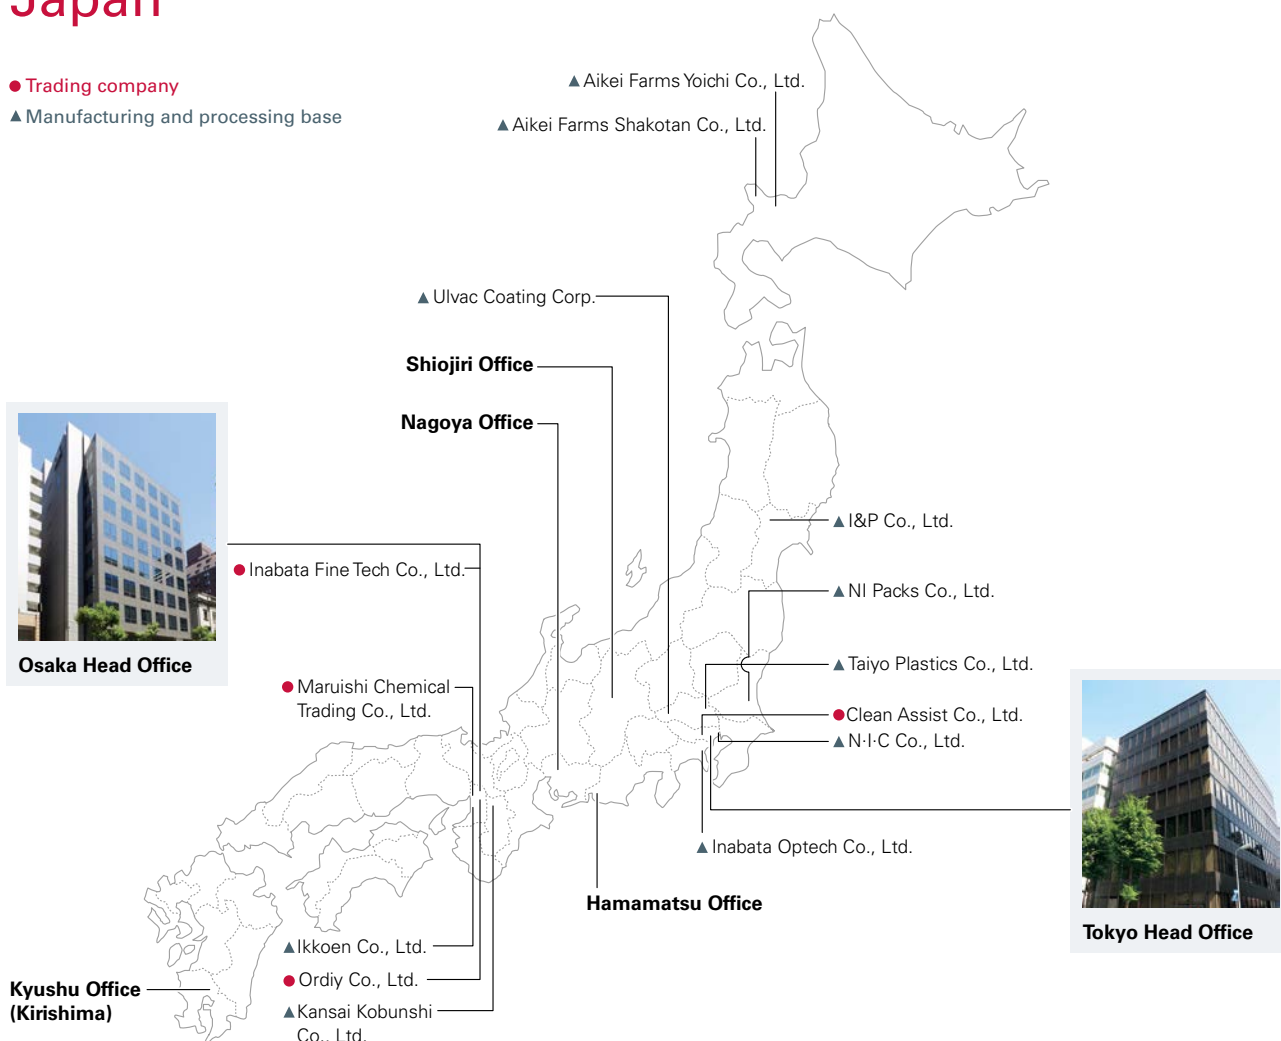 Japan
● Trading company
▲ Manufacturing and processing base
▲ Aikei Farms Yoichi Co., Ltd.
▲ Aikei Farms Shakotan Co., Ltd.
▲ Ulvac Coating Corp.
Shiojiri Office
Nagoya Office
▲ I&P Co., Ltd.
● Inabata Fine Tech Co., Ltd.
▲ NI Packs Co., Ltd.
Osaka Head Office
▲ Taiyo Plastics Co., Ltd.
● Maruishi Chemical
Trading Co., Ltd.
● Clean Assist Co., Ltd.
▲ N·I·C Co., Ltd.
▲ Inabata Optech Co., Ltd.
Hamamatsu Office
Tokyo Head Office
▲ Ikkoen Co., Ltd.
● Ordiy Co., Ltd.
Kyushu Office
(Kirishima)
▲ Kansai Kobunshi
Co., Ltd.